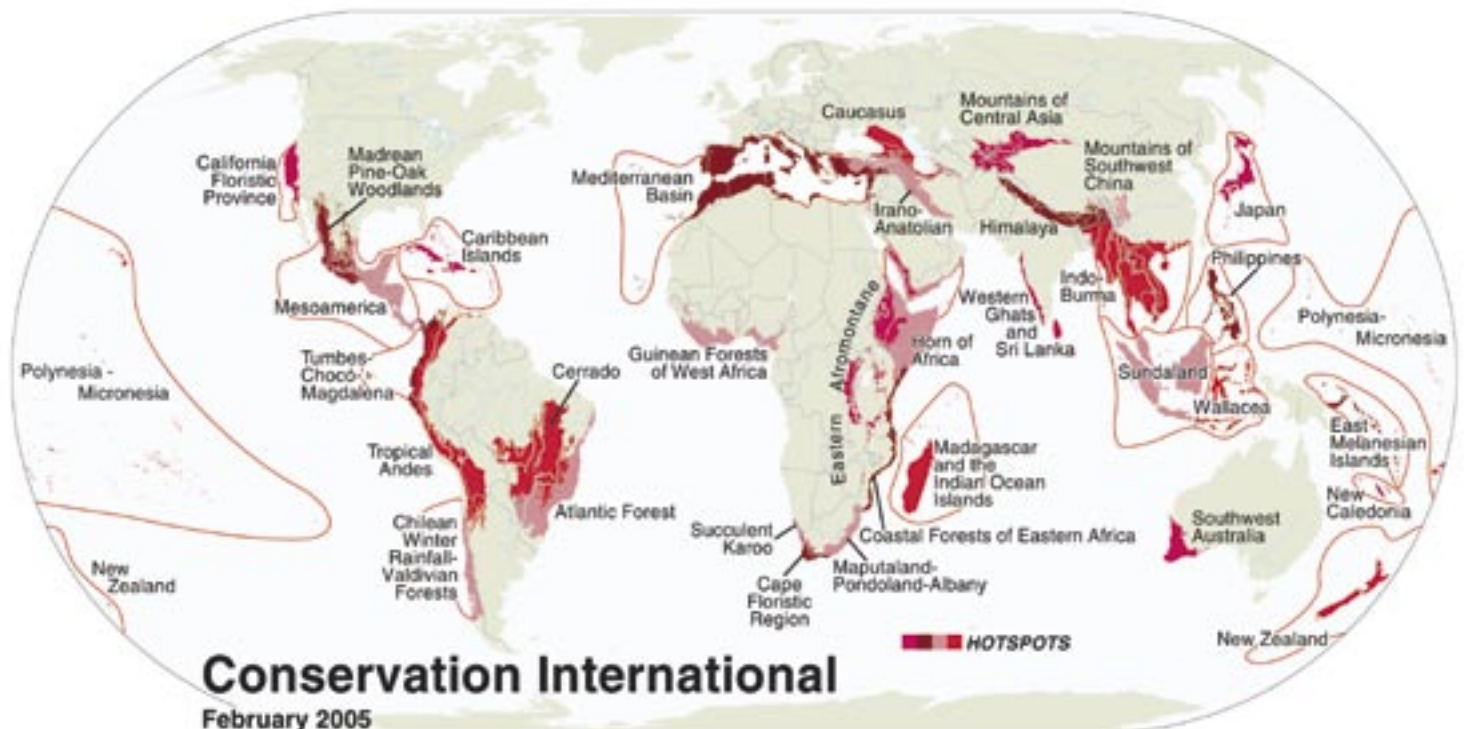 Caucasus
Mountains of
Central Asia
Mountains of
Southwest
China
California
Floristic
Province
Madrean
Pine-Oak
Woodlands
Mediterranean
Basin
Irano-
Anatolian
Himalaya
Japan
Caribbean
Islands
Mesoamerica
Philippines
Indo-
Burma
Western
Ghats
and
Sri Lanka
Polynesia-
Micronesia
Polynesia -
Micronesia
Tumbes-
Chocó-
Magdalena
Guinean Forests
of West Africa
Cerrado
Eastern Afromontane
Horn of
Africa
Sundaland
Wallacea
East
Melanesian
Islands
Tropical
Andes
Madagascar
and the
Indian Ocean
Islands
New
Caledonia
Atlantic Forest
Chilean
Winter
Rainfall-
Valdivian
Forests
Succulent
Karoo
Coastal Forests of Eastern Africa
Southwest
Australia
New
Zealand
Cape
Floristic
Region
Maputaland-
Pondoland-Albany
New Zealand
HOTSPOTS
Conservation International
February 2005